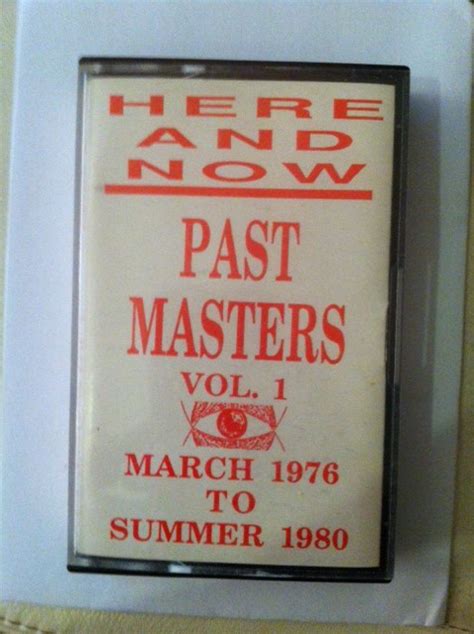 HERE
AND
NOW
PAST
MASTERS
VOL. 1
MARCH 1976
TO
SUMMER 1980